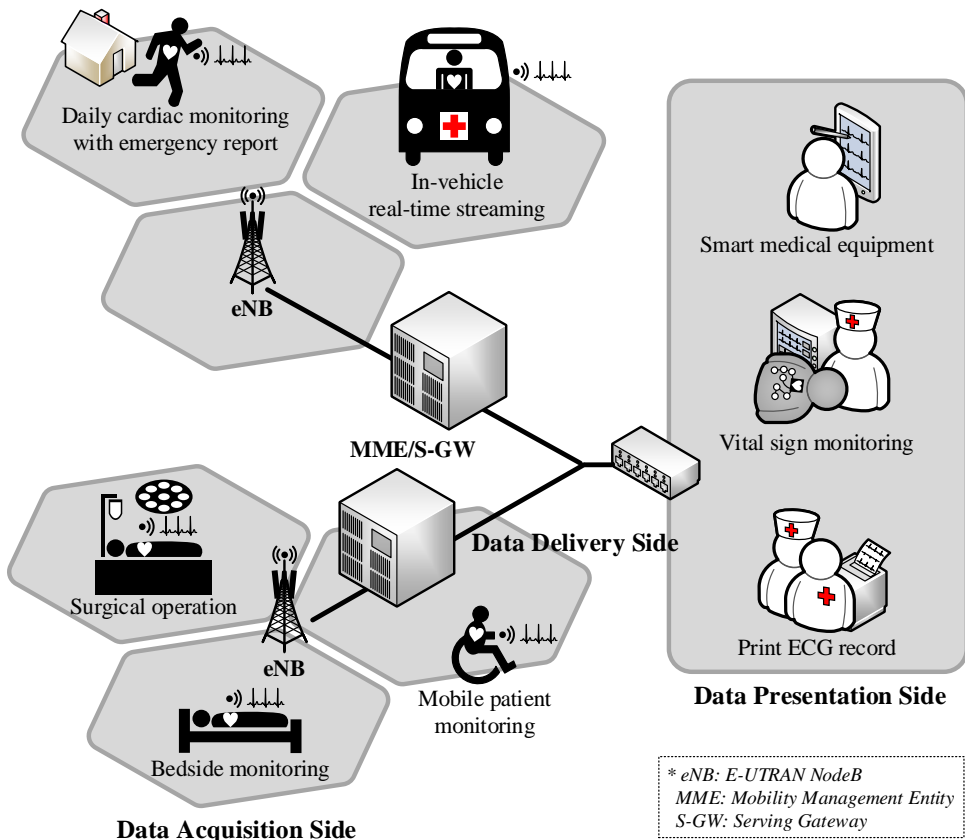 Daily cardiac monitoring
with emergency report
In-vehicle
real-time streaming
eNB
MME/S-GW
Data Delivery Side
Surgical operation
eNB
Mobile patient
monitoring
Bedside monitoring
Data Acquisition Side
Smart medical equipment
Vital sign monitoring
Print ECG record
Data Presentation Side
* eNB: E-UTRAN NodeB
MME: Mobility Management Entity
S-GW: Serving Gateway